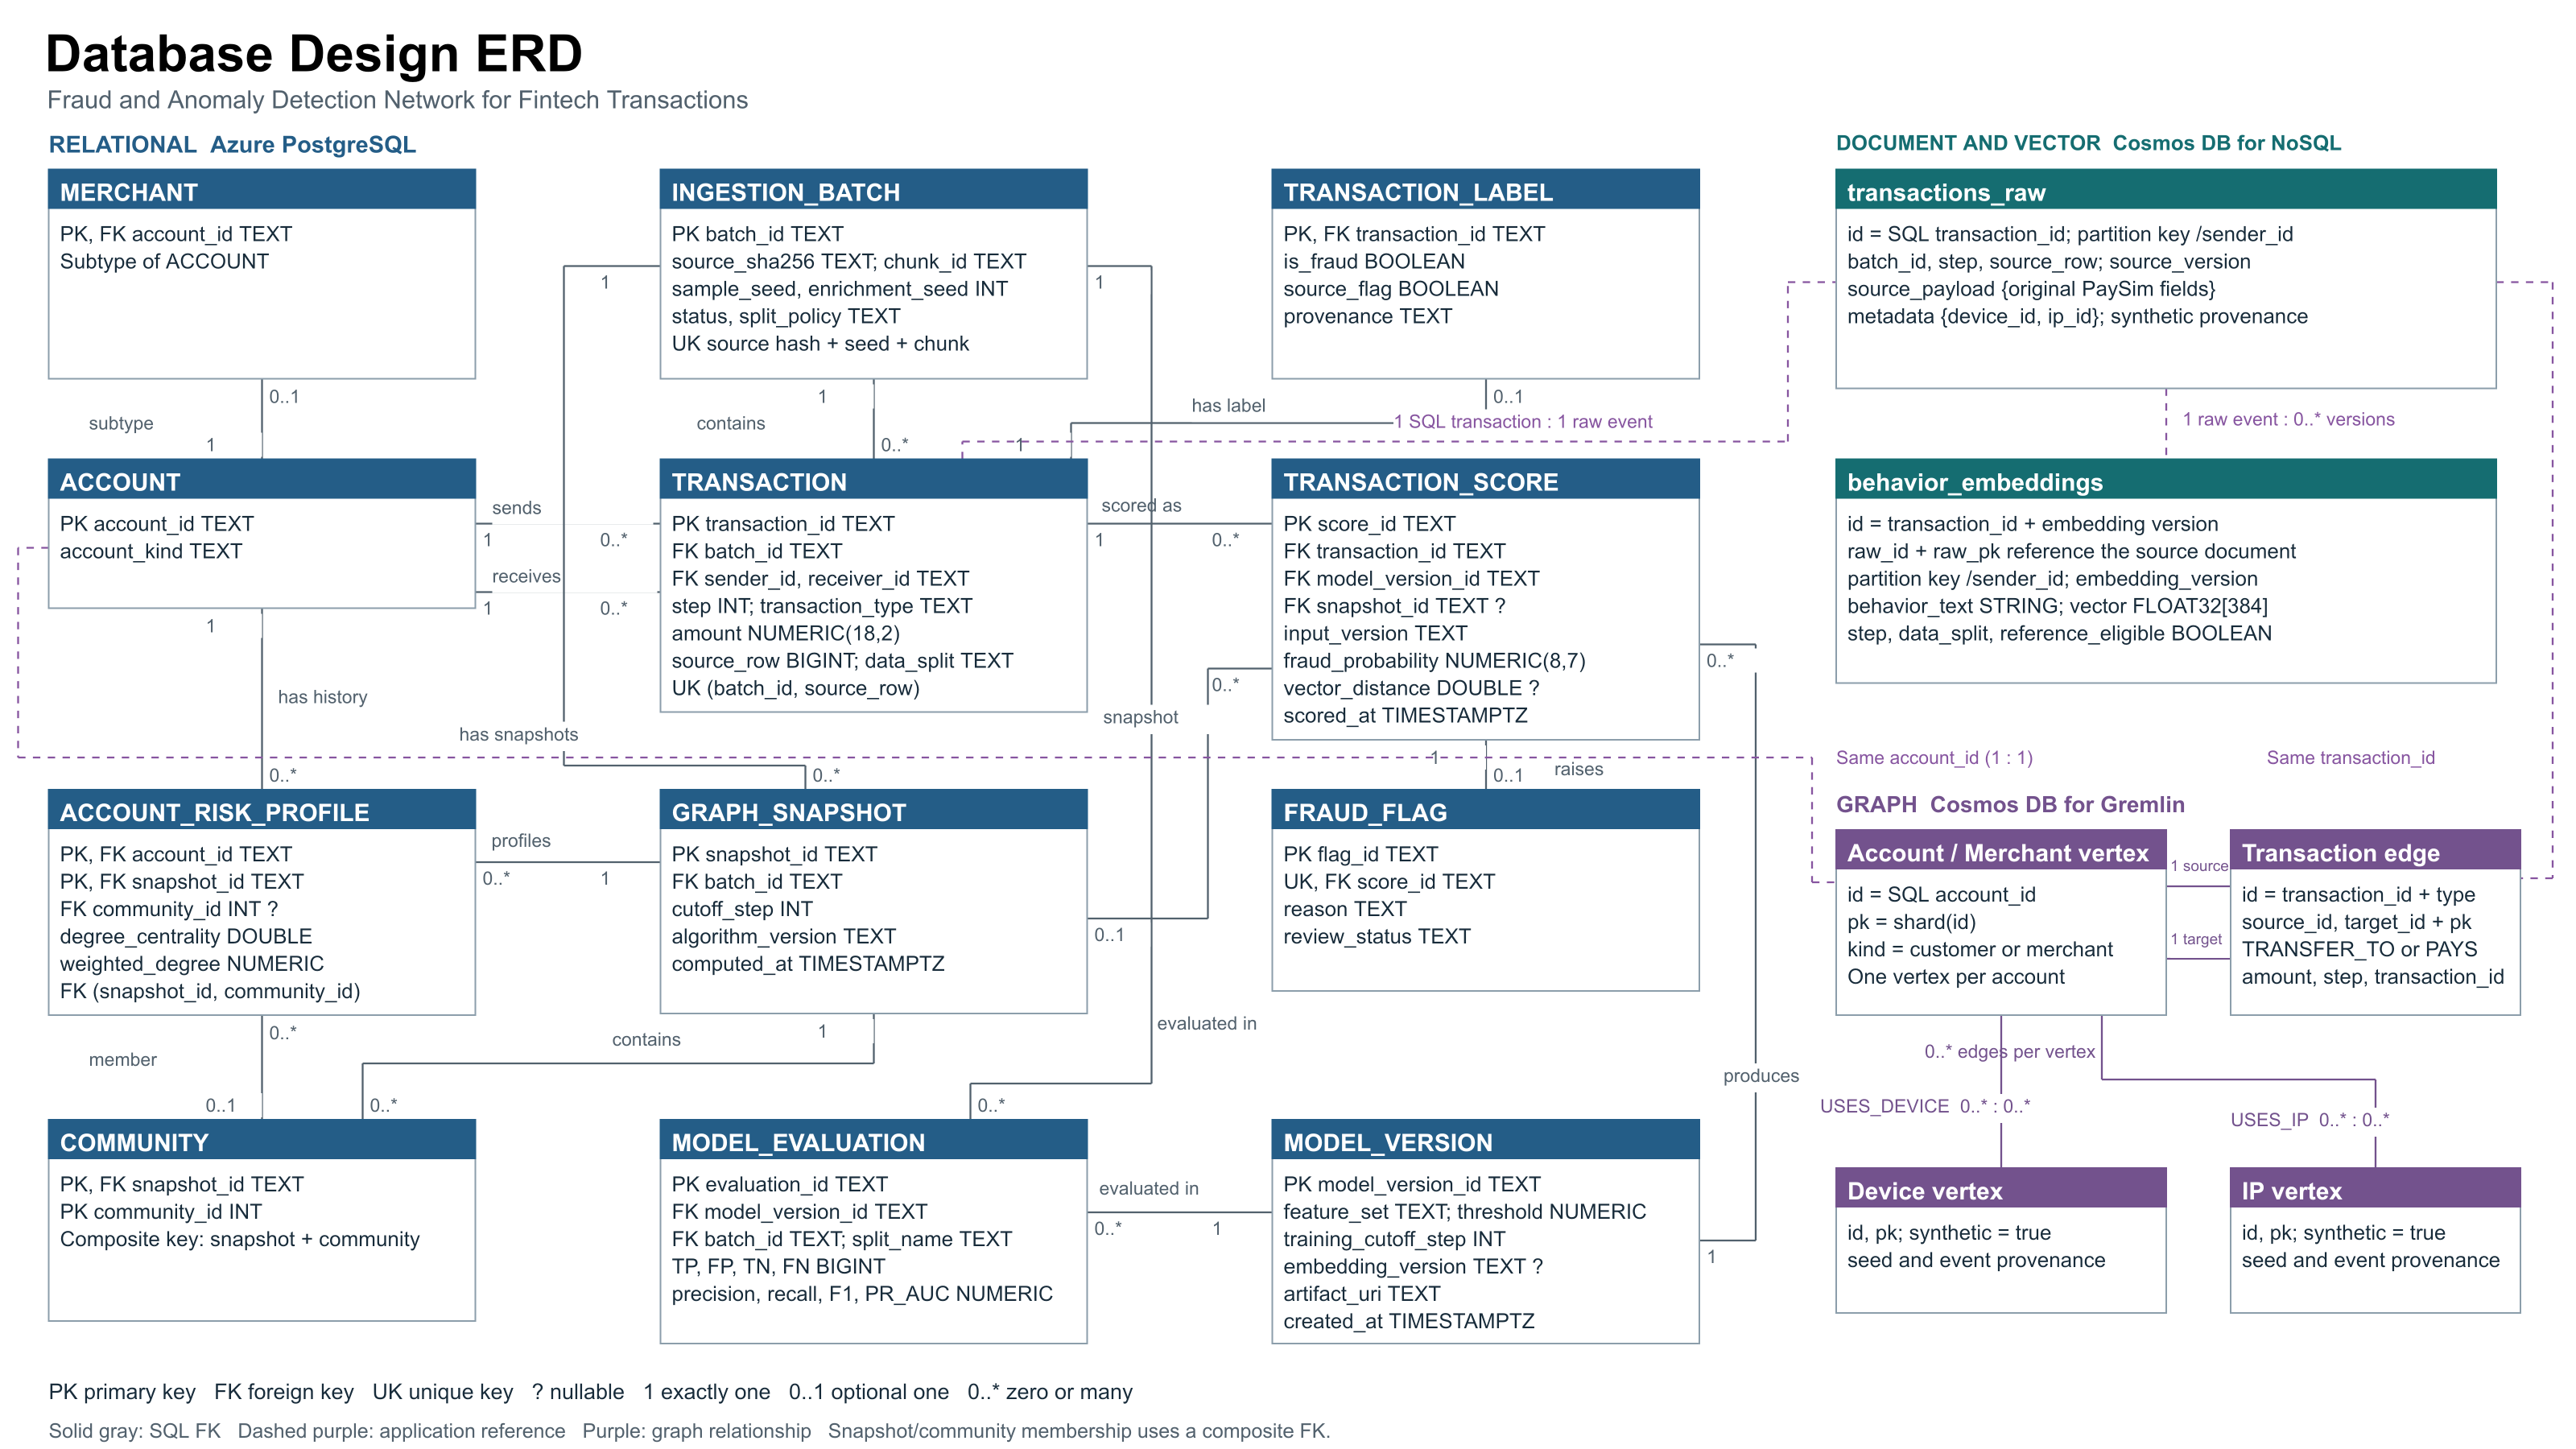 Database Design ERD
Fraud and Anomaly Detection Network for Fintech Transactions
RELATIONAL  Azure PostgreSQL
MERCHANT
PK, FK account_id TEXT
Subtype of ACCOUNT
INGESTION_BATCH
PK batch_id TEXT
source_sha256 TEXT; chunk_id TEXT
sample_seed, enrichment_seed INT
status, split_policy TEXT
UK source hash + seed + chunk
TRANSACTION_LABEL
PK, FK transaction_id TEXT
is_fraud BOOLEAN
source_flag BOOLEAN
provenance TEXT
0..1
subtype
1
1
1
1
contains
0..*
0..1
has label
1
1 SQL transaction : 1 raw event
ACCOUNT
PK account_id TEXT
account_kind TEXT
sends
1
0..*
receives
1
0..*
TRANSACTION
PK transaction_id TEXT
FK batch_id TEXT
FK sender_id, receiver_id TEXT
step INT; transaction_type TEXT
amount NUMERIC(18,2)
source_row BIGINT; data_split TEXT
UK (batch_id, source_row)
scored as
1
0..*
TRANSACTION_SCORE
PK score_id TEXT
FK transaction_id TEXT
FK model_version_id TEXT
FK snapshot_id TEXT ?
input_version TEXT
fraud_probability NUMERIC(8,7)
vector_distance DOUBLE ?
scored_at TIMESTAMPTZ
0..*
0..*
1
has history
0..*
has snapshots
0..*
snapshot
1
0..1
raises
ACCOUNT_RISK_PROFILE
PK, FK account_id TEXT
PK, FK snapshot_id TEXT
FK community_id INT ?
degree_centrality DOUBLE
weighted_degree NUMERIC
FK (snapshot_id, community_id)
profiles
0..*
1
GRAPH_SNAPSHOT
PK snapshot_id TEXT
FK batch_id TEXT
cutoff_step INT
algorithm_version TEXT
computed_at TIMESTAMPTZ
0..1
FRAUD_FLAG
PK flag_id TEXT
UK, FK score_id TEXT
reason TEXT
review_status TEXT
0..*
member
0..1
contains
1
0..*
evaluated in
0..*
produces
COMMUNITY
PK, FK snapshot_id TEXT
PK community_id INT
Composite key: snapshot + community
MODEL_EVALUATION
PK evaluation_id TEXT
FK model_version_id TEXT
FK batch_id TEXT; split_name TEXT
TP, FP, TN, FN BIGINT
precision, recall, F1, PR_AUC NUMERIC
evaluated in
0..*
1
MODEL_VERSION
PK model_version_id TEXT
feature_set TEXT; threshold NUMERIC
training_cutoff_step INT
embedding_version TEXT ?
artifact_uri TEXT
created_at TIMESTAMPTZ
1
DOCUMENT AND VECTOR  Cosmos DB for NoSQL
transactions_raw
id = SQL transaction_id; partition key /sender_id
batch_id, step, source_row; source_version
source_payload {original PaySim fields}
metadata {device_id, ip_id}; synthetic provenance
1 raw event : 0..* versions
behavior_embeddings
id = transaction_id + embedding version
raw_id + raw_pk reference the source document
partition key /sender_id; embedding_version
behavior_text STRING; vector FLOAT32[384]
step, data_split, reference_eligible BOOLEAN
Same account_id (1 : 1)
Same transaction_id
GRAPH  Cosmos DB for Gremlin
Account / Merchant vertex
id = SQL account_id
pk = shard(id)
kind = customer or merchant
One vertex per account
1 source
1 target
Transaction edge
id = transaction_id + type
source_id, target_id + pk
TRANSFER_TO or PAYS
amount, step, transaction_id
0..* edges per vertex
USES_DEVICE  0..* : 0..*
USES_IP  0..* : 0..*
Device vertex
id, pk; synthetic = true
seed and event provenance
IP vertex
id, pk; synthetic = true
seed and event provenance
PK primary key   FK foreign key   UK unique key   ? nullable   1 exactly one   0..1 optional one   0..* zero or many
Solid gray: SQL FK   Dashed purple: application reference   Purple: graph relationship   Snapshot/community membership uses a composite FK.